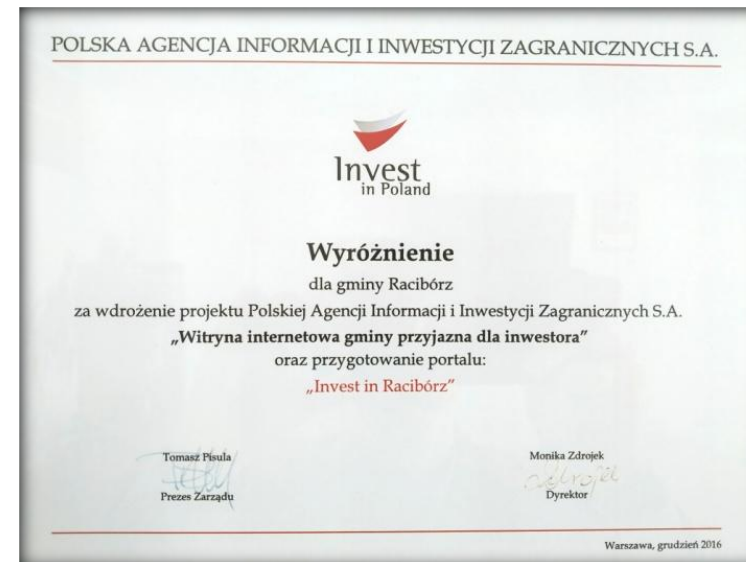 POLSKA AGENCJA INFORMACJI I INWESTYCJI ZAGRANICZNYCH S.A.
Invest
in Poland
Wyróżnienie
dla gminy Racibórz
za wdrożenie projektu Polskiej Agencji Informacji i Inwestycji Zagranicznych S.A.
„Witryna internetowa gminy przyjazna dla inwestora”
oraz przygotowanie portalu:
„Invest in Racibórz”
Tomasz Pisula
Prezes Zarządu
Monika Zdrojek
Dyrektor
Warszawa, grudzień 2016